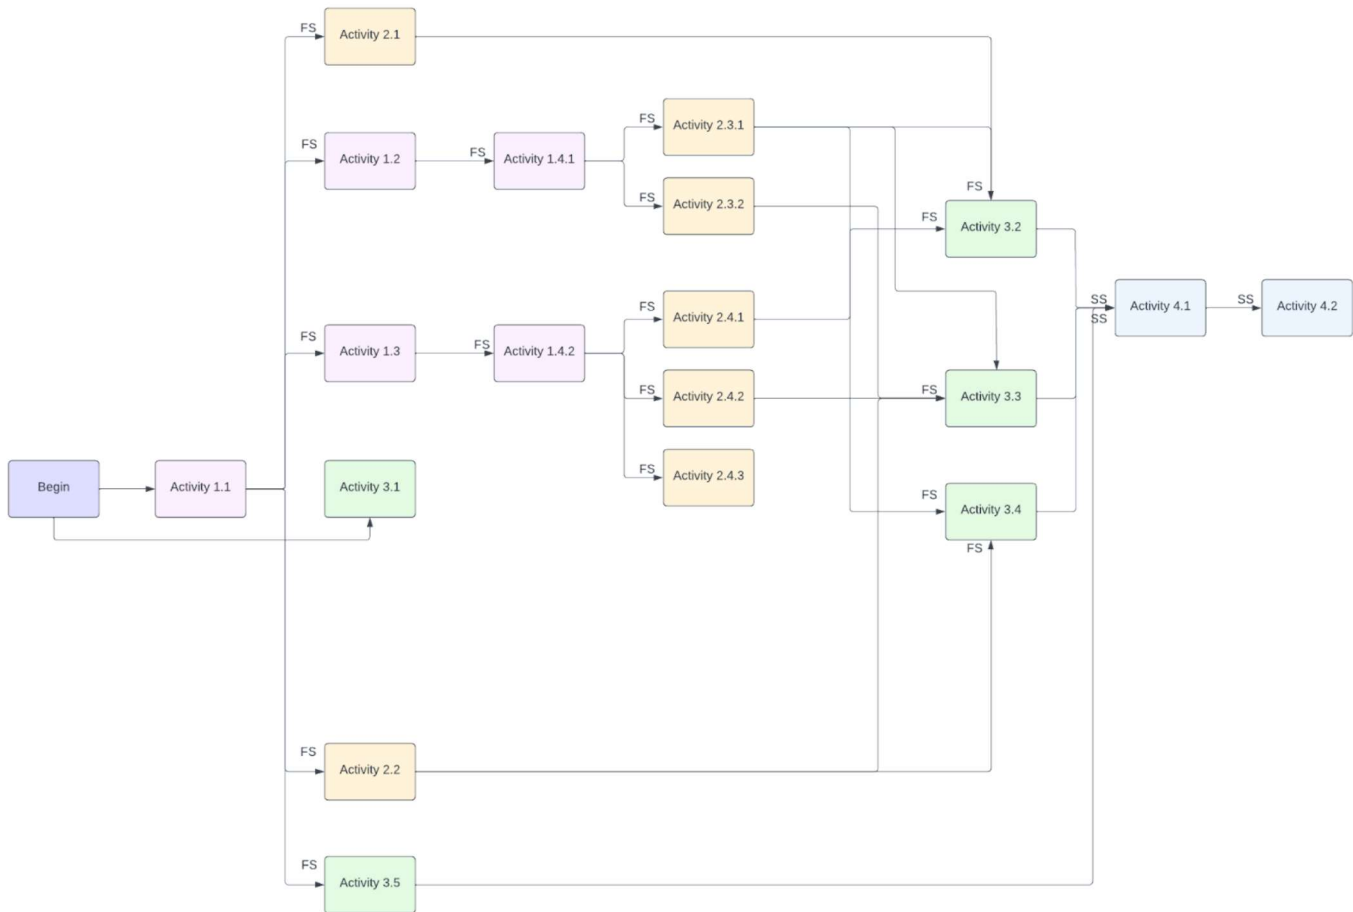 FS
Activity 2.1
FS
Activity 2.3.1
FS
Activity 1.2
FS
Activity 1.4.1
FS
Activity 2.3.2
FS
FS
Activity 3.2
SS
SS
Activity 4.1
SS
Activity 4.2
FS
Activity 2.4.1
FS
Activity 1.3
FS
Activity 1.4.2
FS
Activity 2.4.2
FS
Activity 3.3
FS
Activity 2.4.3
Begin
Activity 1.1
Activity 3.1
FS
Activity 3.4
FS
FS
Activity 2.2
FS
Activity 3.5